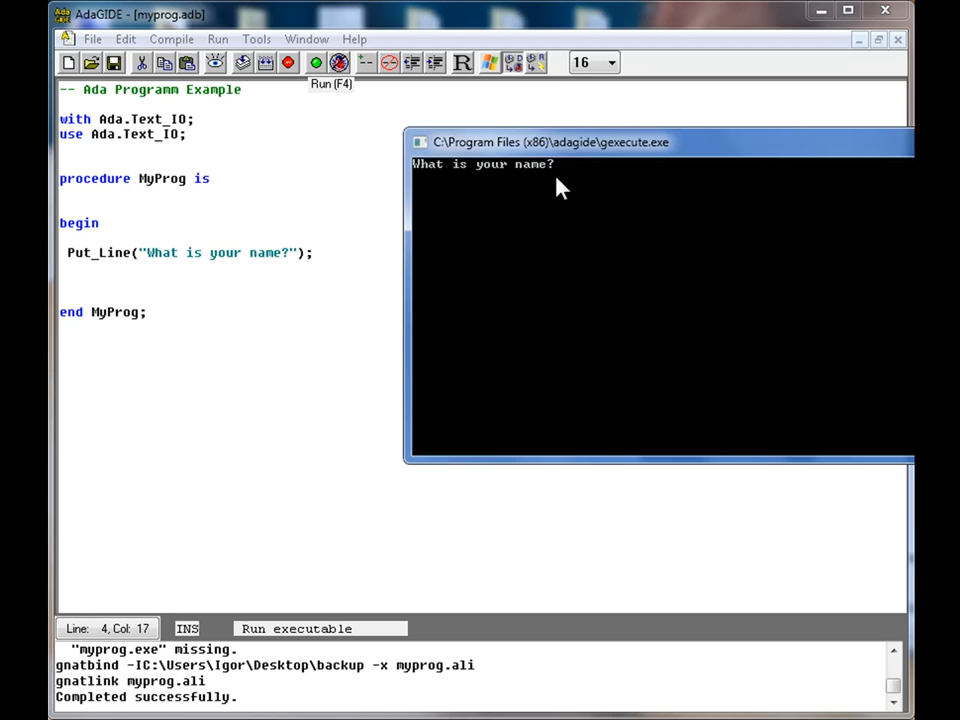 AdaGIDE - [myprog.adb]
File Edit Compile Run Tools Window Help
R 16
Run (F4)
-- Ada Programm Example
with Ada.Text_IO;
use Ada.Text_IO;
procedure MyProg is
begin
Put_Line("What is your name?");
end MyProg;
C:\Program Files (x86)\adagide\gexecute.exe
What is your name?
Line: 4, Col: 17 INS Run executable
"myprog.exe" missing.
gnatbind -IC:\Users\Igor\Desktop\backup -x myprog.ali
gnatlink myprog.ali
Completed successfully.